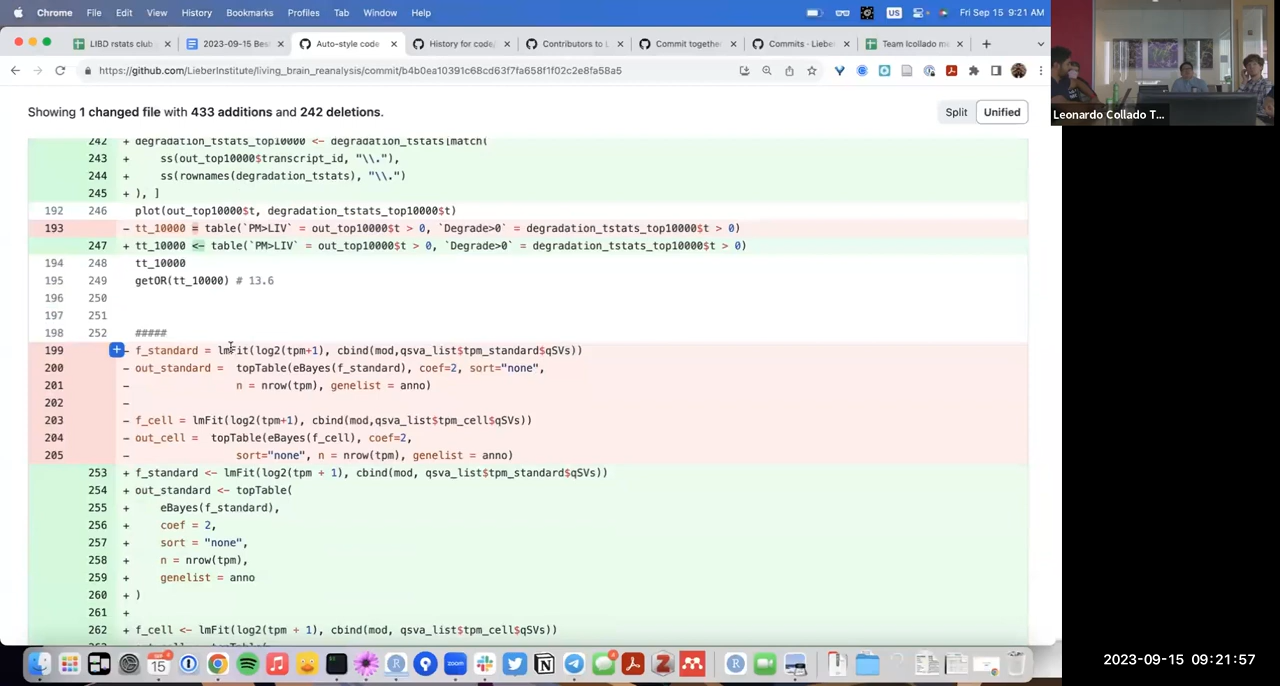 Chrome File Edit View History Bookmarks Profiles Tab Window Help US Fri Sep 15 9:21 AM
LIBD rstats club 2023-09-15 Bes Auto-style code History for code/ Contributors to L Commit togethe Commits · Liebe Team lcollado me
https://github.com/LieberInstitute/living_brain_reanalysis/commit/b4b0ea10391c68cd63f7fa658f1f02c2e8fa58a5
Leonardo Collado T...
Showing 1 changed file with 433 additions and 242 deletions.
Split Unified
242 + degradation_tstats_top10000 <- degradation_tstats[match(
243 + ss(out_top10000$transcript_id, "\\."),
244 + ss(rownames(degradation_tstats), "\\.")
245 + ), ]
192 246 plot(out_top10000$t, degradation_tstats_top10000$t)
193 - tt_10000 = table(`PM>LIV` = out_top10000$t > 0, `Degrade>0` = degradation_tstats_top10000$t > 0)
247 + tt_10000 <- table(`PM>LIV` = out_top10000$t > 0, `Degrade>0` = degradation_tstats_top10000$t > 0)
194 248 tt_10000
195 249 getOR(tt_10000) # 13.6
196 250
197 251
198 252 #####
199 + - f_standard = lmFit(log2(tpm+1), cbind(mod,qsva_list$tpm_standard$qSVs))
200 - out_standard = topTable(eBayes(f_standard), coef=2, sort="none",
201 - n = nrow(tpm), genelist = anno)
202 -
203 - f_cell = lmFit(log2(tpm+1), cbind(mod,qsva_list$tpm_cell$qSVs))
204 - out_cell = topTable(eBayes(f_cell), coef=2,
205 - sort="none", n = nrow(tpm), genelist = anno)
253 + f_standard <- lmFit(log2(tpm + 1), cbind(mod, qsva_list$tpm_standard$qSVs))
254 + out_standard <- topTable(
255 + eBayes(f_standard),
256 + coef = 2,
257 + sort = "none",
258 + n = nrow(tpm),
259 + genelist = anno
260 + )
261 +
262 + f_cell <- lmFit(log2(tpm + 1), cbind(mod, qsva_list$tpm_cell$qSVs))
15
zoom
2023-09-15 09:21:57